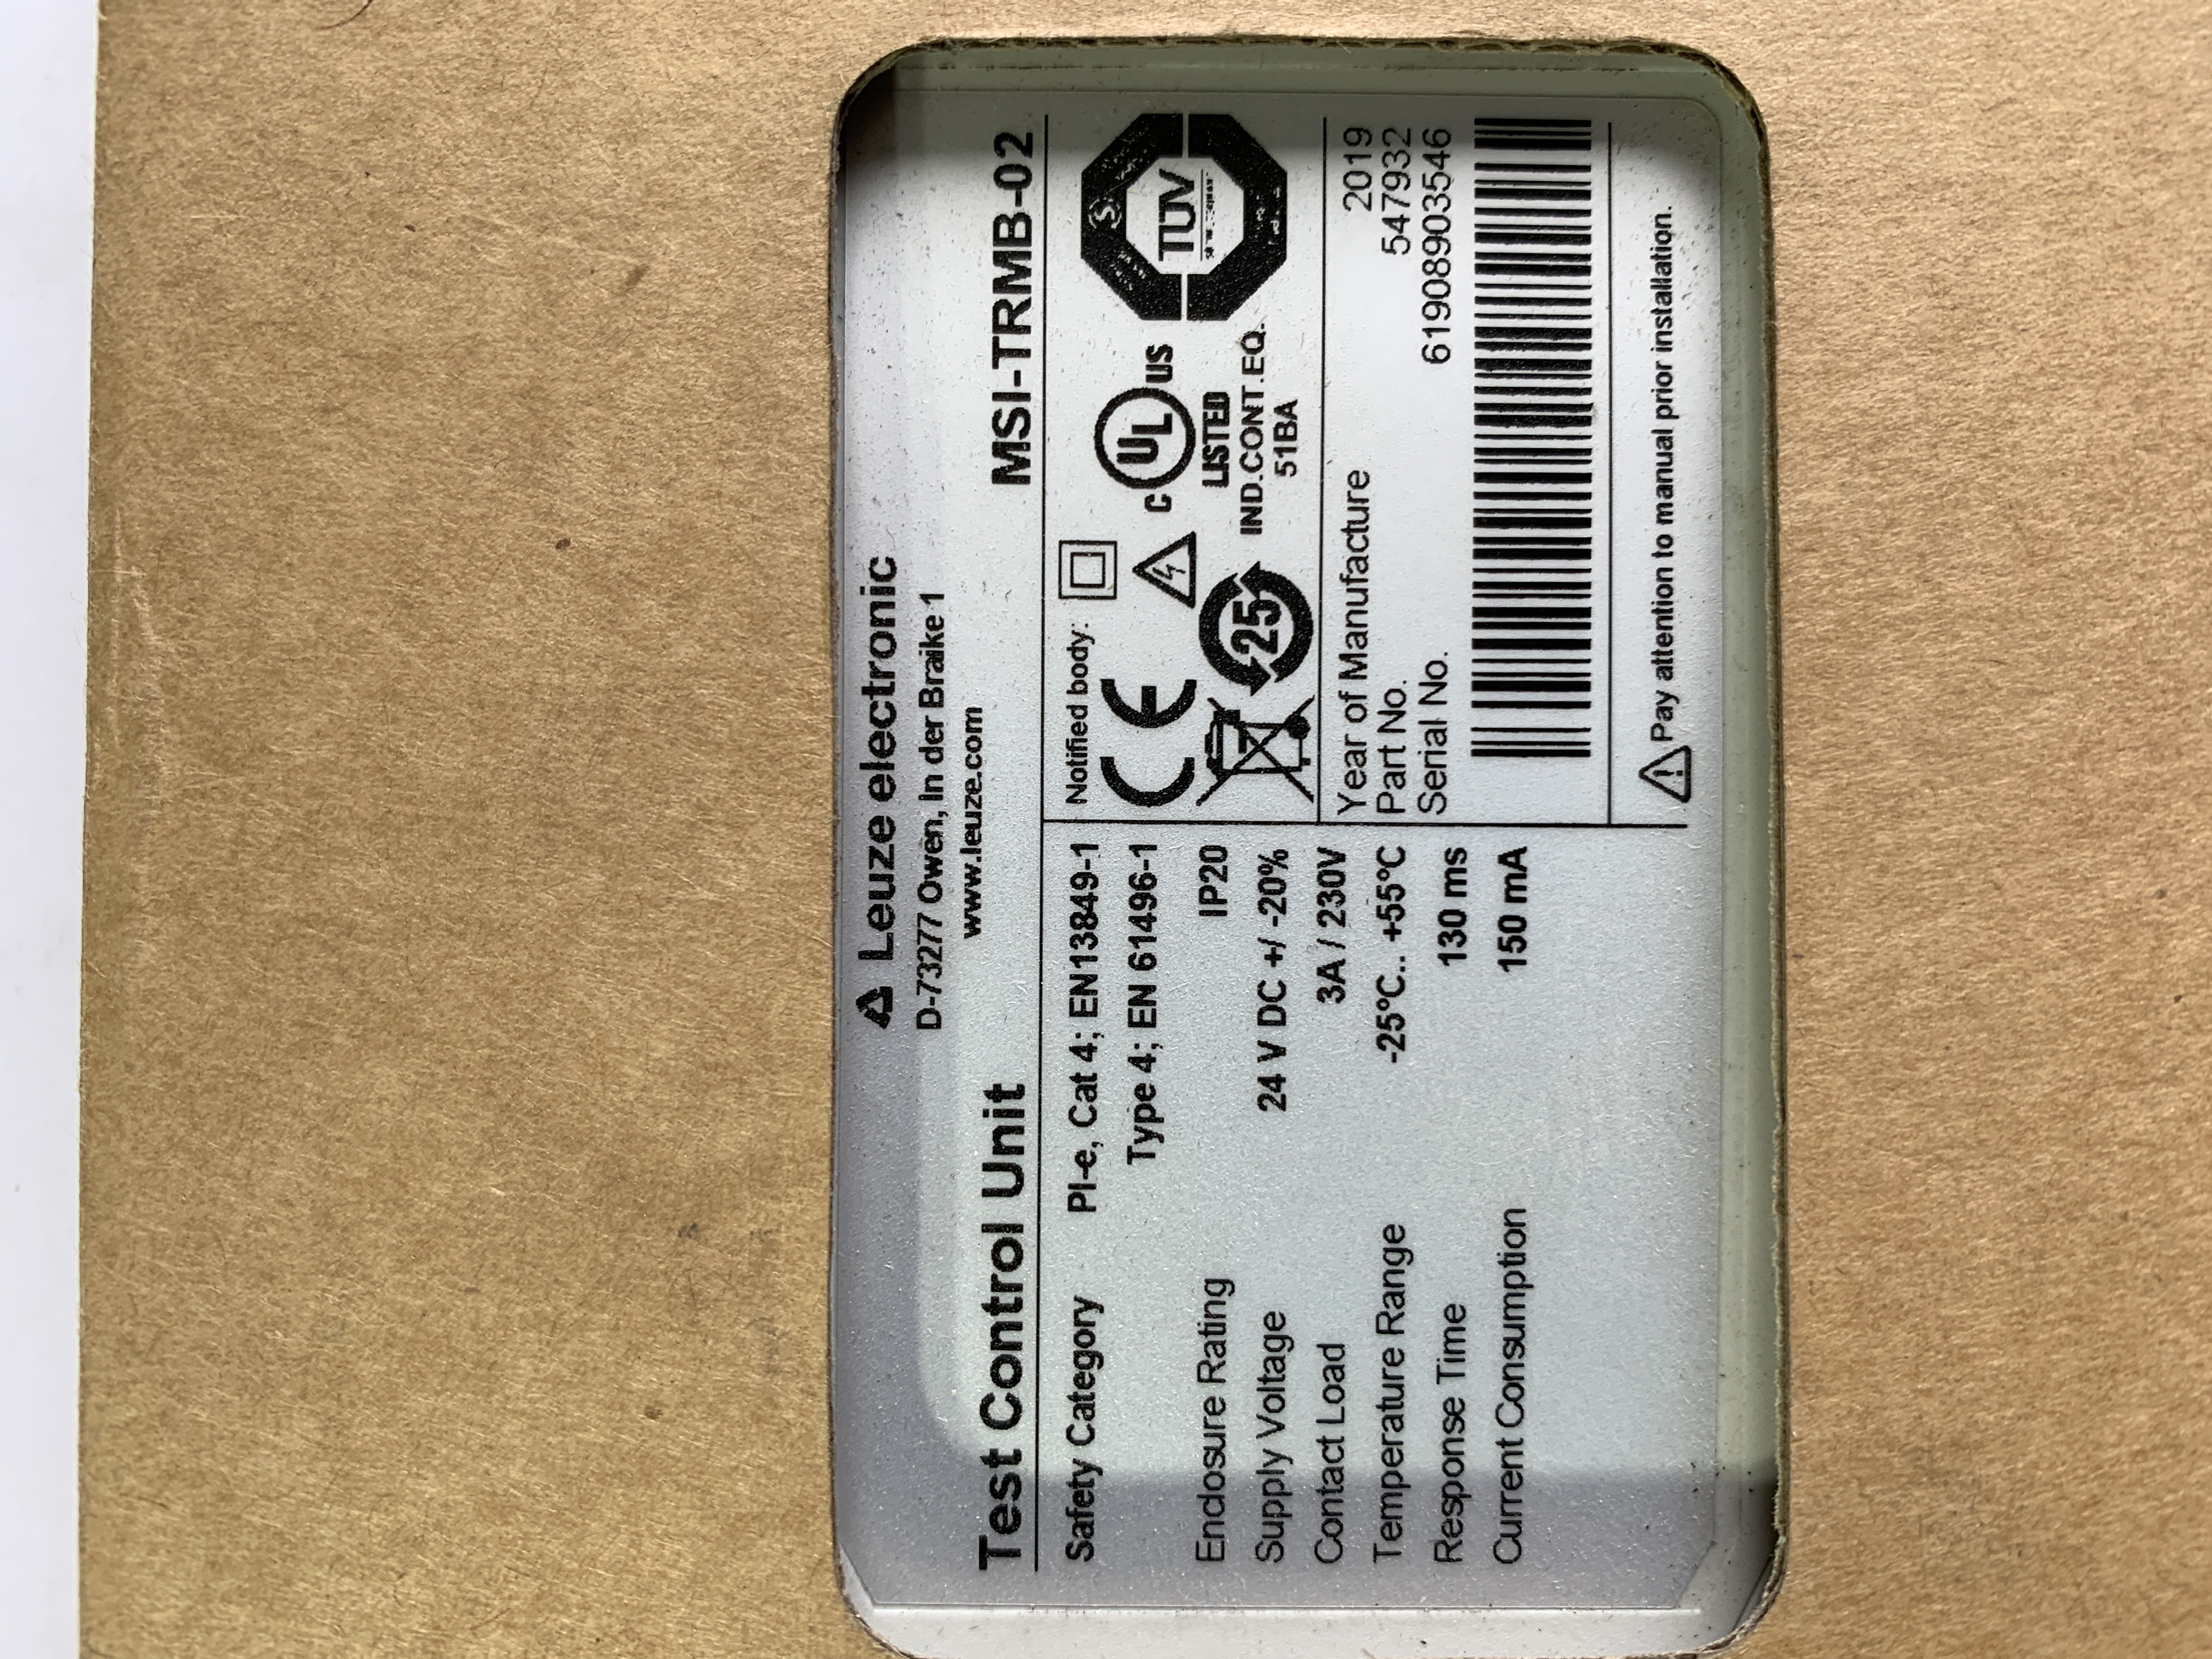 Leuze electronic
D-73277 Owen, In der Braike 1
www.leuze.com
Test Control Unit
MSI-TRMB-02
Safety Category PI-e, Cat 4; EN13849-1
Type 4; EN 61496-1
Enclosure Rating IP20
Supply Voltage 24 V DC +/ -20%
Contact Load 3A / 230V
Temperature Range -25°C.. +55°C
Response Time 130 ms
Current Consumption 150 mA
Notified body:
CE
25
C UL US
LISTED
IND.CONT.EQ.
51BA
TÜV
Year of Manufacture 2019
Part No. 547932
Serial No. 61908903546
Pay attention to manual prior installation.